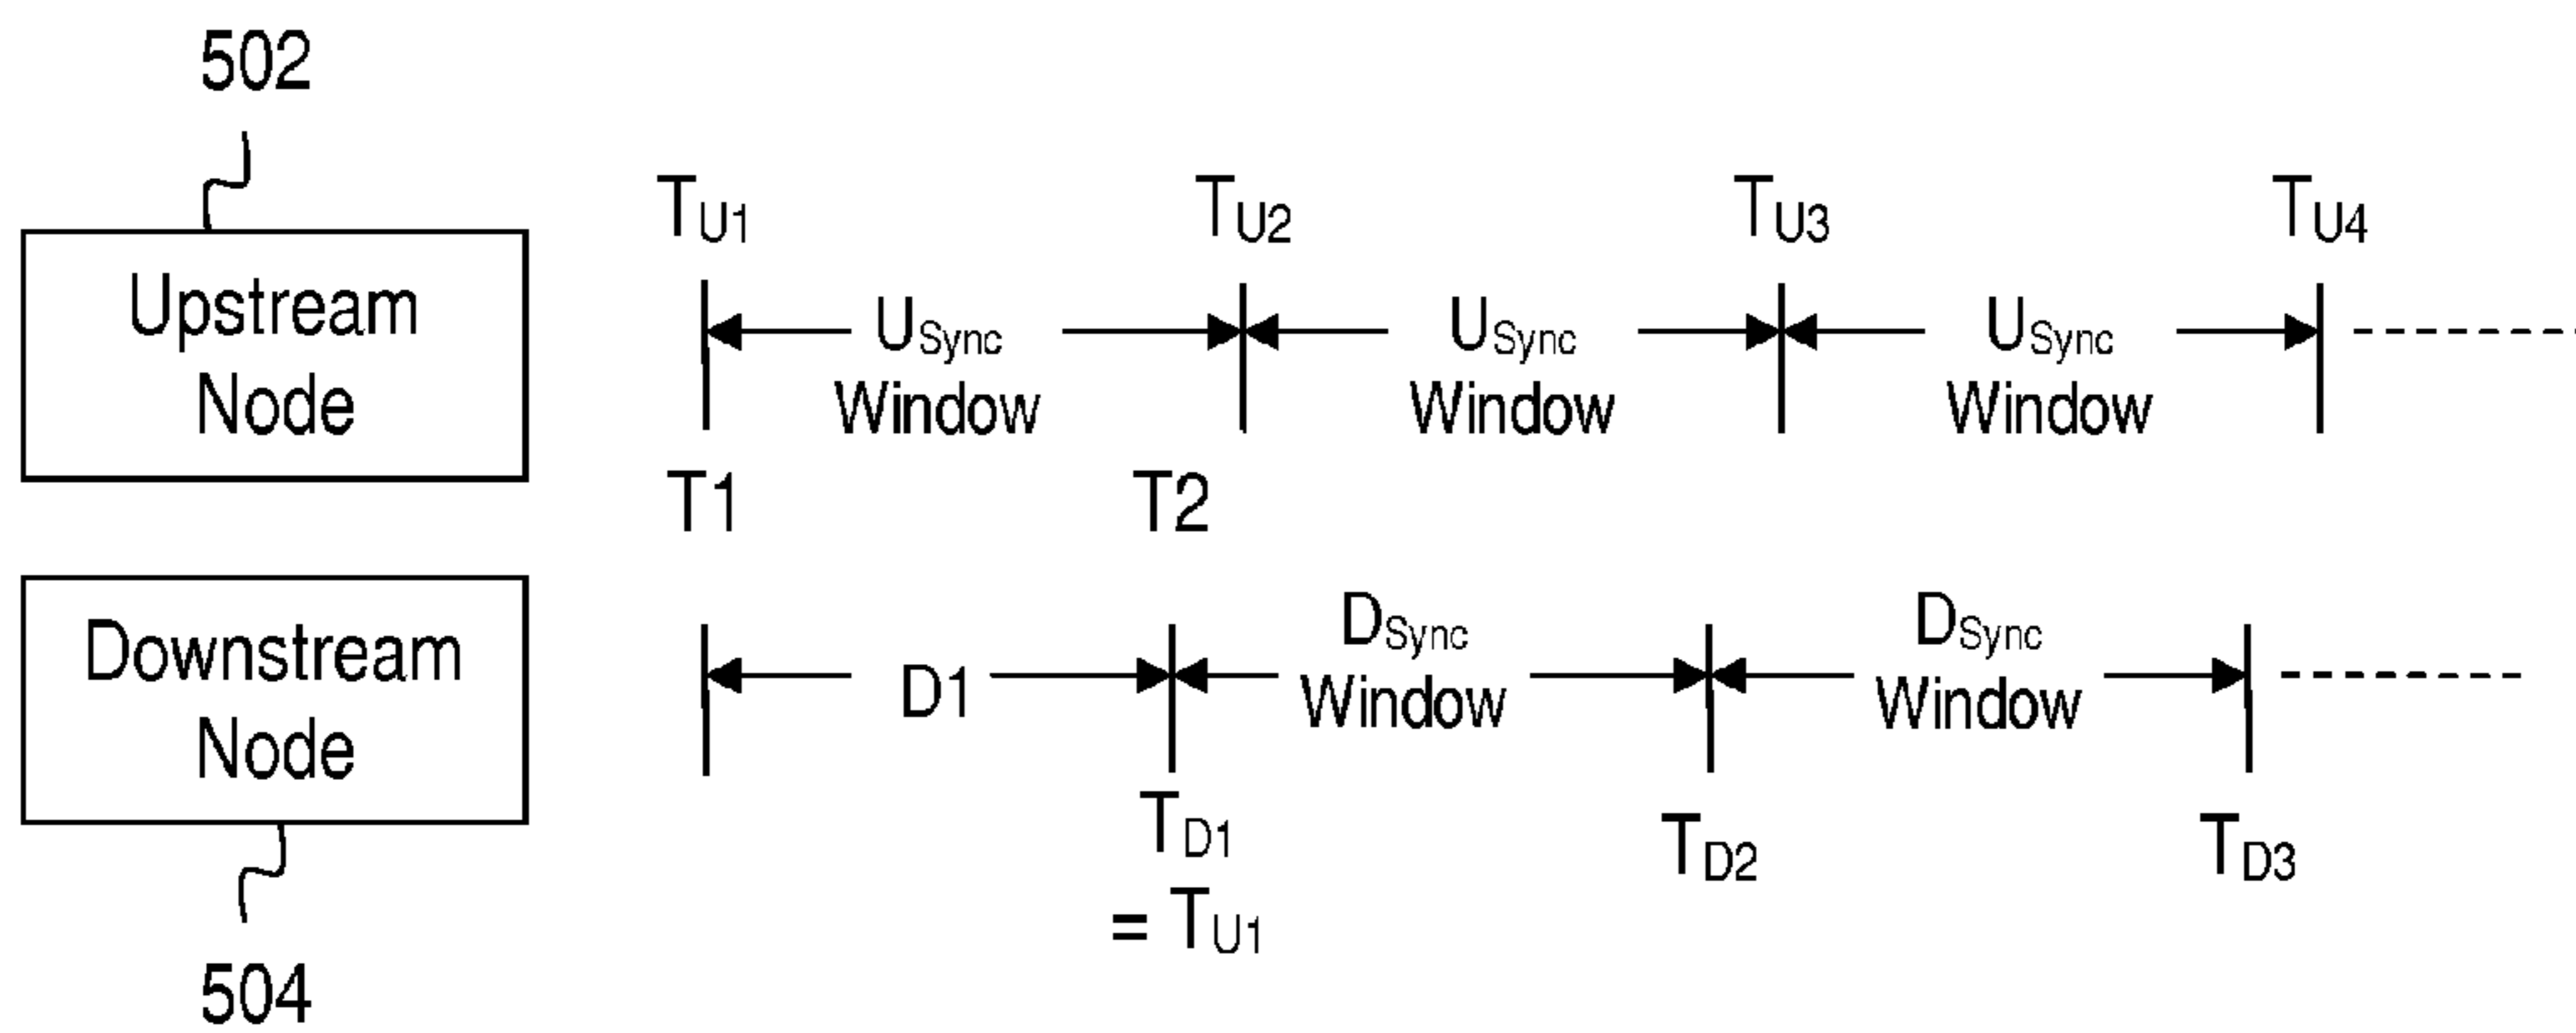 502
Upstream
Node
TU1 TU2 TU3 TU4
USync
Window
USync
Window
USync
Window
T1 T2
Downstream
Node
504
D1
DSync
Window
DSync
Window
TD1
= TU1
TD2 TD3